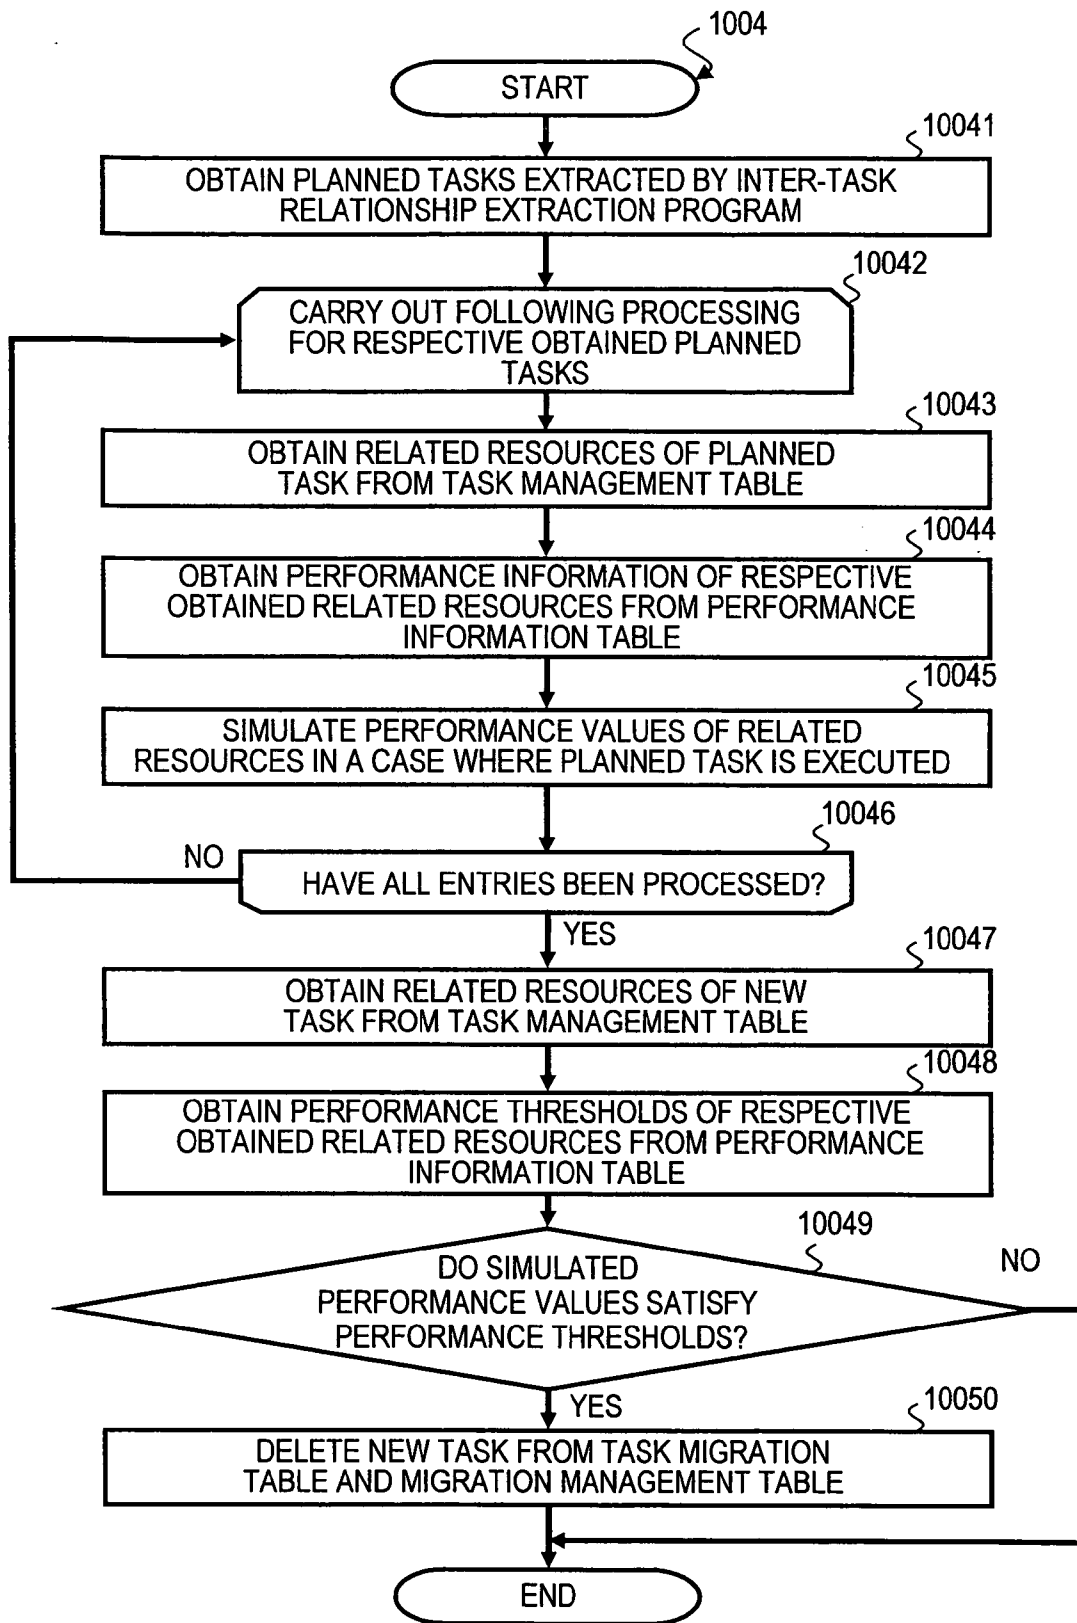 1004
START
10041
OBTAIN PLANNED TASKS EXTRACTED BY INTER-TASK
RELATIONSHIP EXTRACTION PROGRAM
10042
CARRY OUT FOLLOWING PROCESSING
FOR RESPECTIVE OBTAINED PLANNED
TASKS
10043
OBTAIN RELATED RESOURCES OF PLANNED
TASK FROM TASK MANAGEMENT TABLE
10044
OBTAIN PERFORMANCE INFORMATION OF RESPECTIVE
OBTAINED RELATED RESOURCES FROM PERFORMANCE
INFORMATION TABLE
10045
SIMULATE PERFORMANCE VALUES OF RELATED
RESOURCES IN A CASE WHERE PLANNED TASK IS EXECUTED
10046
NO
HAVE ALL ENTRIES BEEN PROCESSED?
YES
10047
OBTAIN RELATED RESOURCES OF NEW
TASK FROM TASK MANAGEMENT TABLE
10048
OBTAIN PERFORMANCE THRESHOLDS OF RESPECTIVE
OBTAINED RELATED RESOURCES FROM PERFORMANCE
INFORMATION TABLE
10049
NO
DO SIMULATED
PERFORMANCE VALUES SATISFY
PERFORMANCE THRESHOLDS?
YES
10050
DELETE NEW TASK FROM TASK MIGRATION
TABLE AND MIGRATION MANAGEMENT TABLE
END